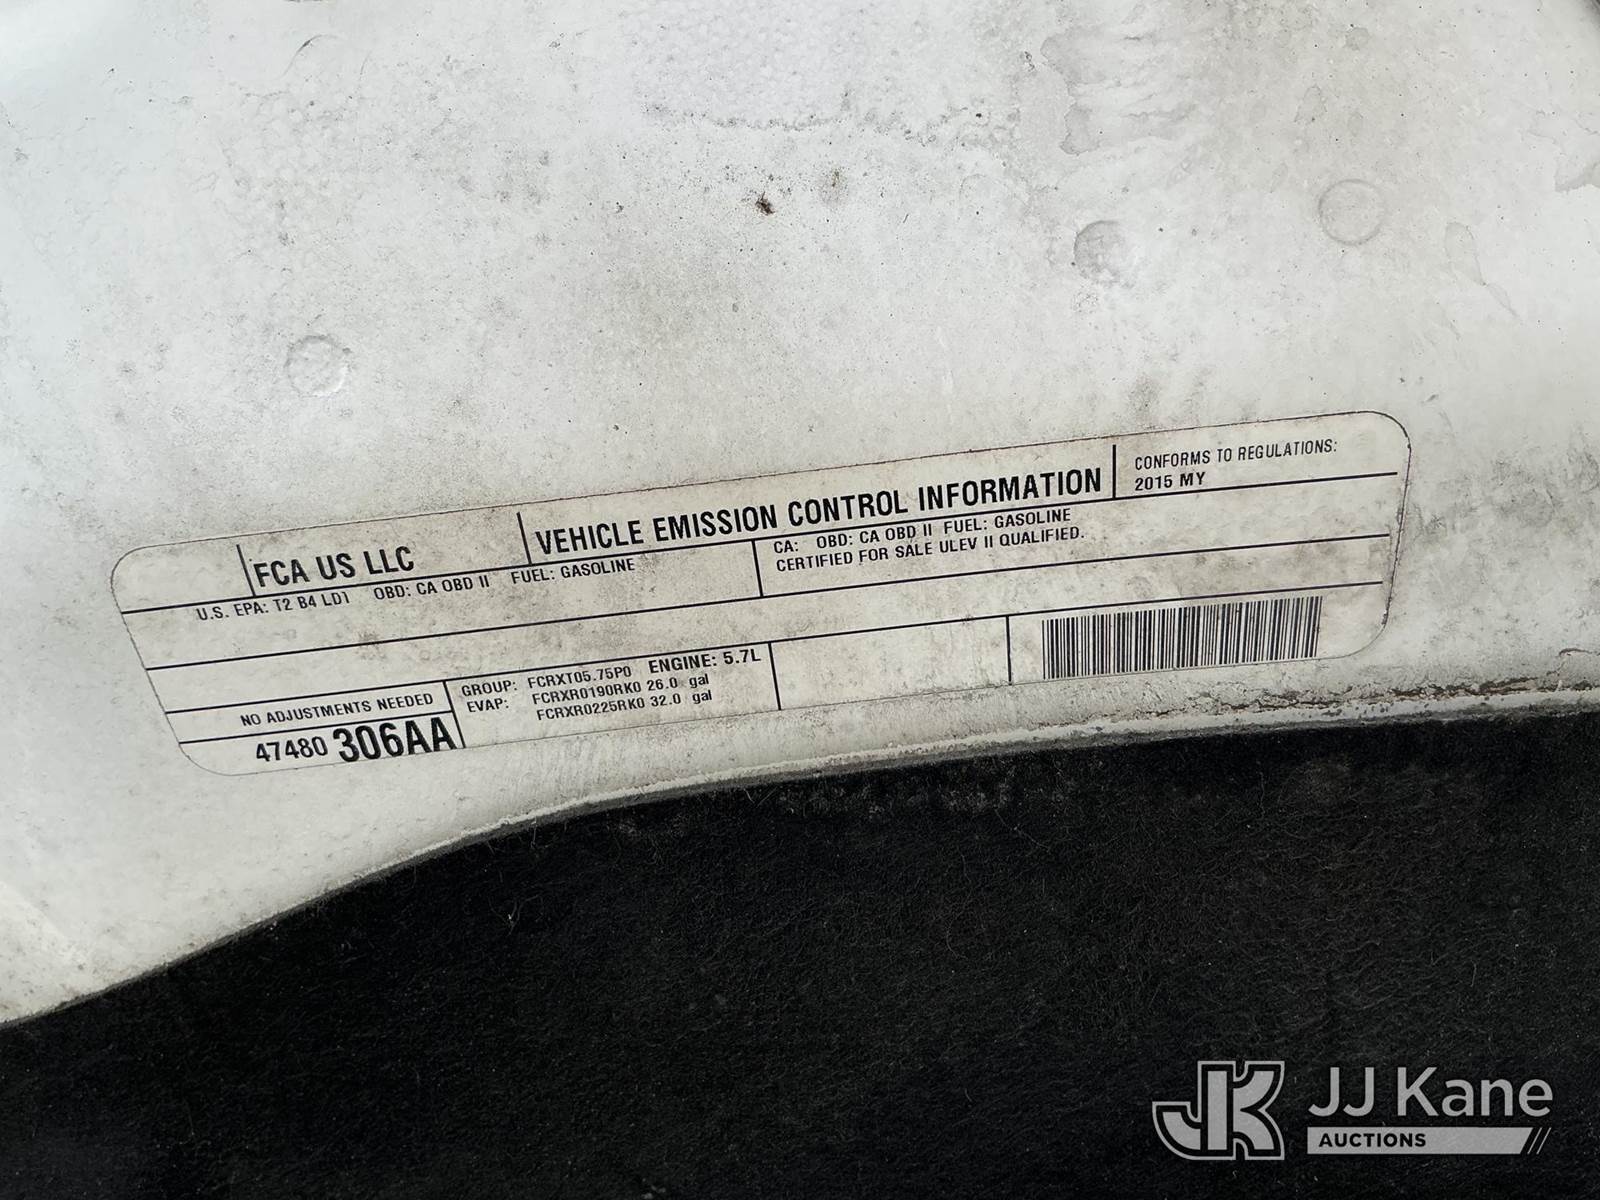 FCA US LLC
VEHICLE EMISSION CONTROL INFORMATION
CONFORMS TO REGULATIONS:
2015 MY
U.S. EPA: T2 B4 LD1 OBD: CA OBD II FUEL: GASOLINE
CA: OBD: CA OBD II FUEL: GASOLINE
CERTIFIED FOR SALE ULEV II QUALIFIED.
NO ADJUSTMENTS NEEDED
47480 306AA
GROUP: FCRXT05.75P0 ENGINE: 5.7L
EVAP: FCRXR0190RK0 26.0 gal
FCRXR0225RK0 32.0 gal
JK JJ Kane
AUCTIONS